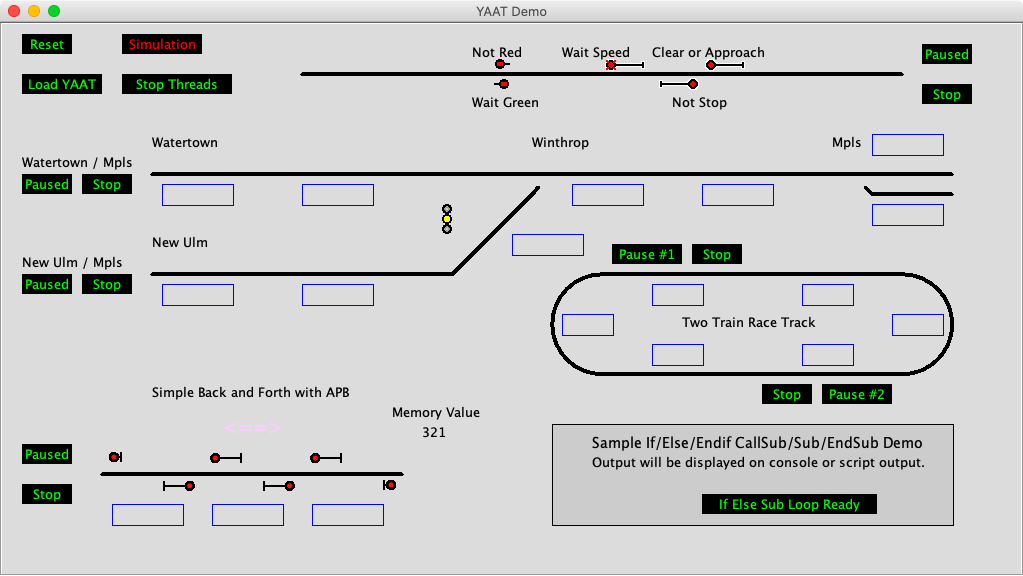 YAAT Demo
Reset
Simulation
Not Red
Wait Speed
Clear or Approach
Paused
Load YAAT
Stop Threads
Wait Green
Not Stop
Stop
Watertown
Winthrop
Mpls
Watertown / Mpls
Paused
Stop
New Ulm
New Ulm / Mpls
Paused
Stop
Pause #1
Stop
Two Train Race Track
Stop
Pause #2
Simple Back and Forth with APB
<==>
Memory Value
321
Paused
Stop
Sample If/Else/Endif CallSub/Sub/EndSub Demo
Output will be displayed on console or script output.
If Else Sub Loop Ready